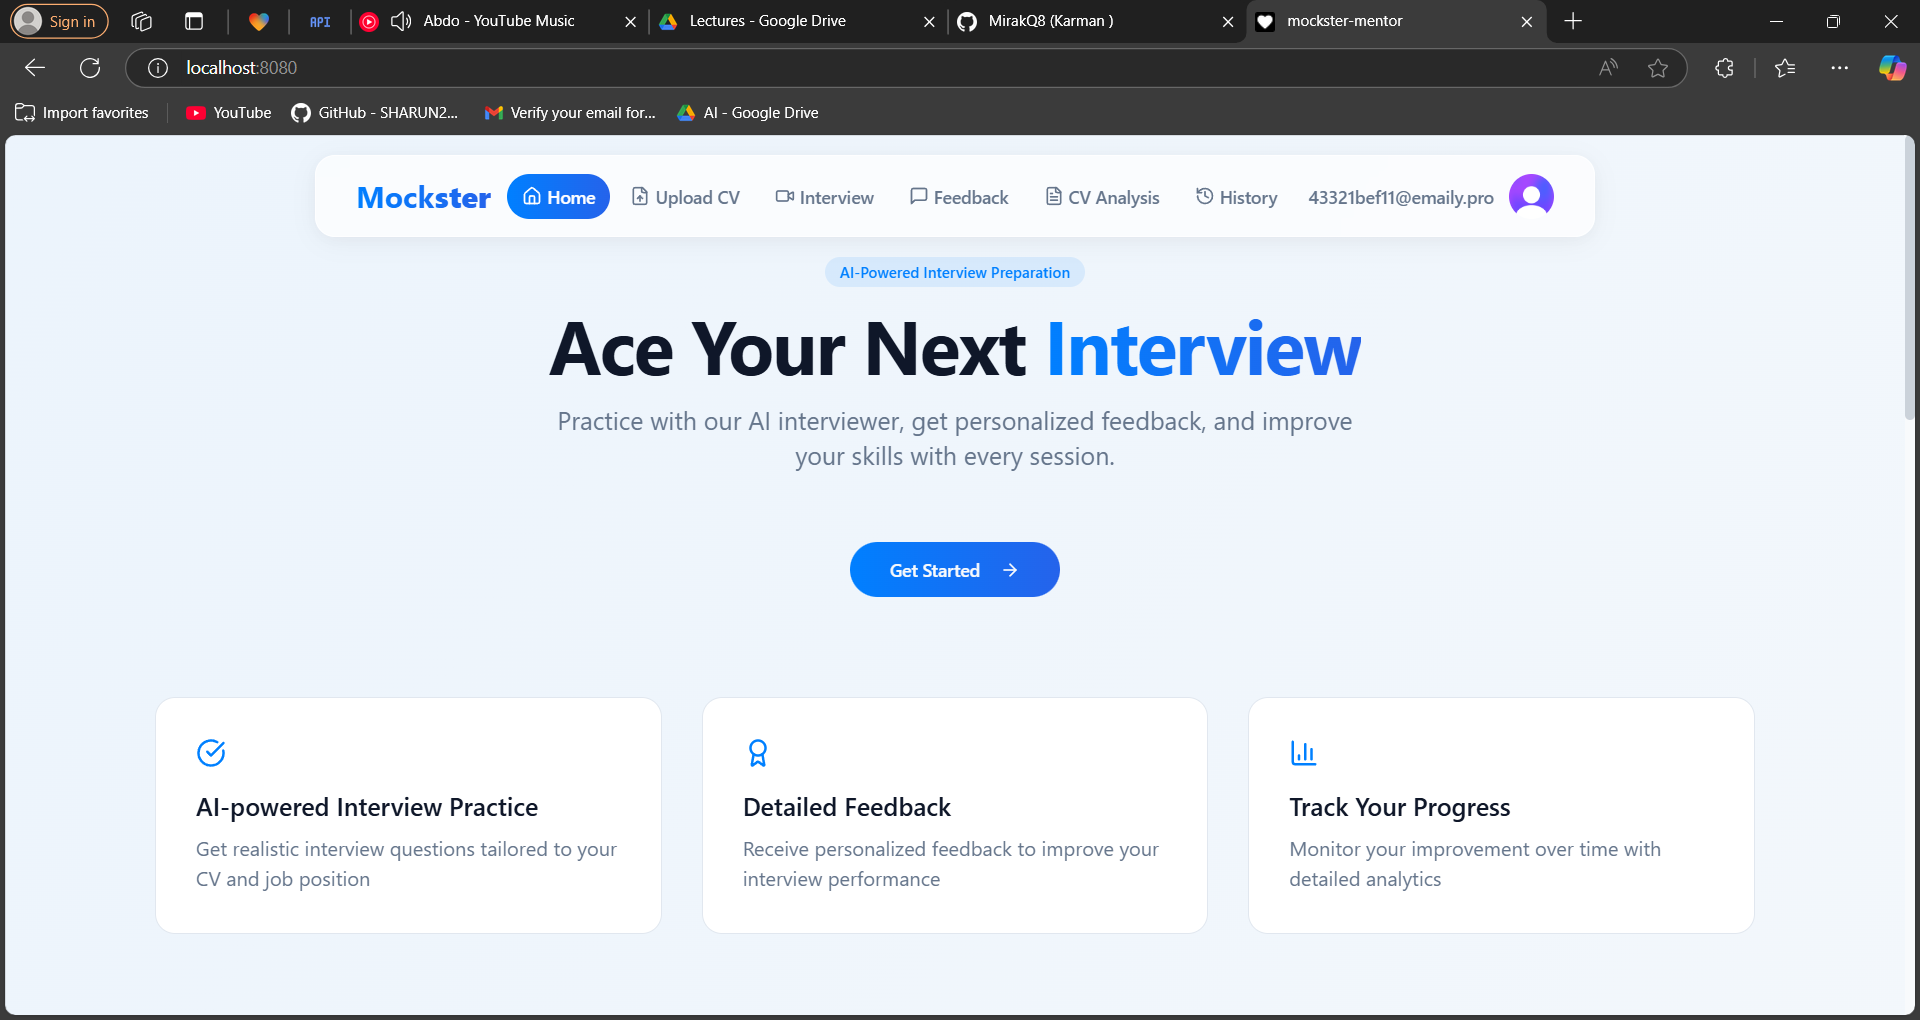 Sign in
API
Abdo - YouTube Music
Lectures - Google Drive
MirakQ8 (Karman )
mockster-mentor
localhost:8080
Import favorites
YouTube
GitHub - SHARUN2...
Verify your email for...
AI - Google Drive
Mockster
Home
Upload CV
Interview
Feedback
CV Analysis
History
43321bef11@emaily.pro
AI-Powered Interview Preparation
Ace Your Next Interview
Practice with our AI interviewer, get personalized feedback, and improve
your skills with every session.
Get Started
AI-powered Interview Practice
Get realistic interview questions tailored to your
CV and job position
Detailed Feedback
Receive personalized feedback to improve your
interview performance
Track Your Progress
Monitor your improvement over time with
detailed analytics